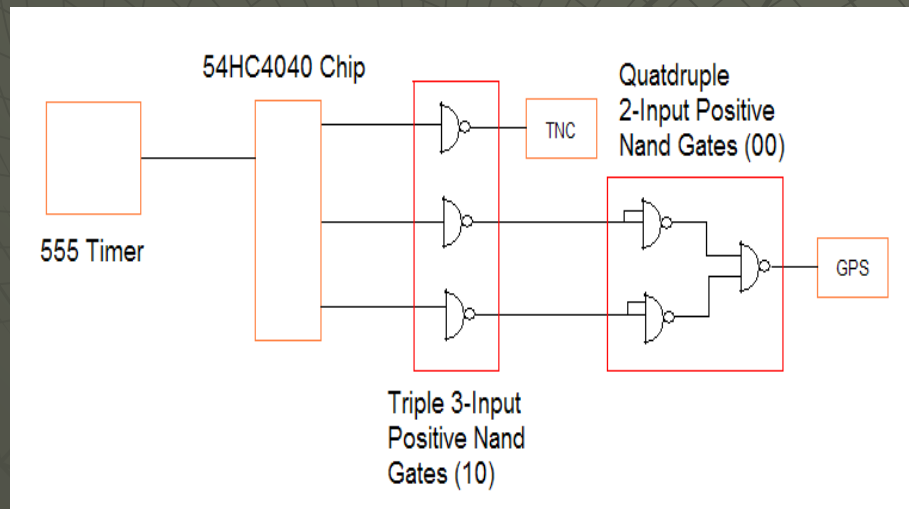 54HC4040 Chip
Quatdruple
2-Input Positive
Nand Gates (00)
TNC
555 Timer
GPS
Triple 3-Input
Positive Nand
Gates (10)